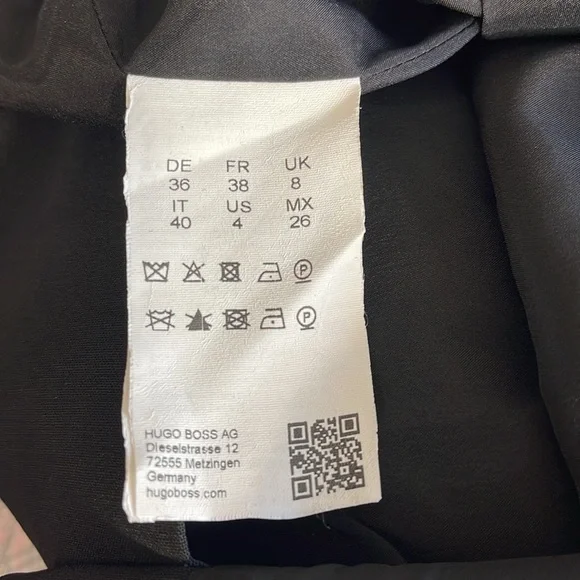 DE FR UK
36 38 8
IT US MX
40 4 26
P
P
HUGO BOSS AG
Dieselstrasse 12
72555 Metzingen
Germany
hugoboss.com